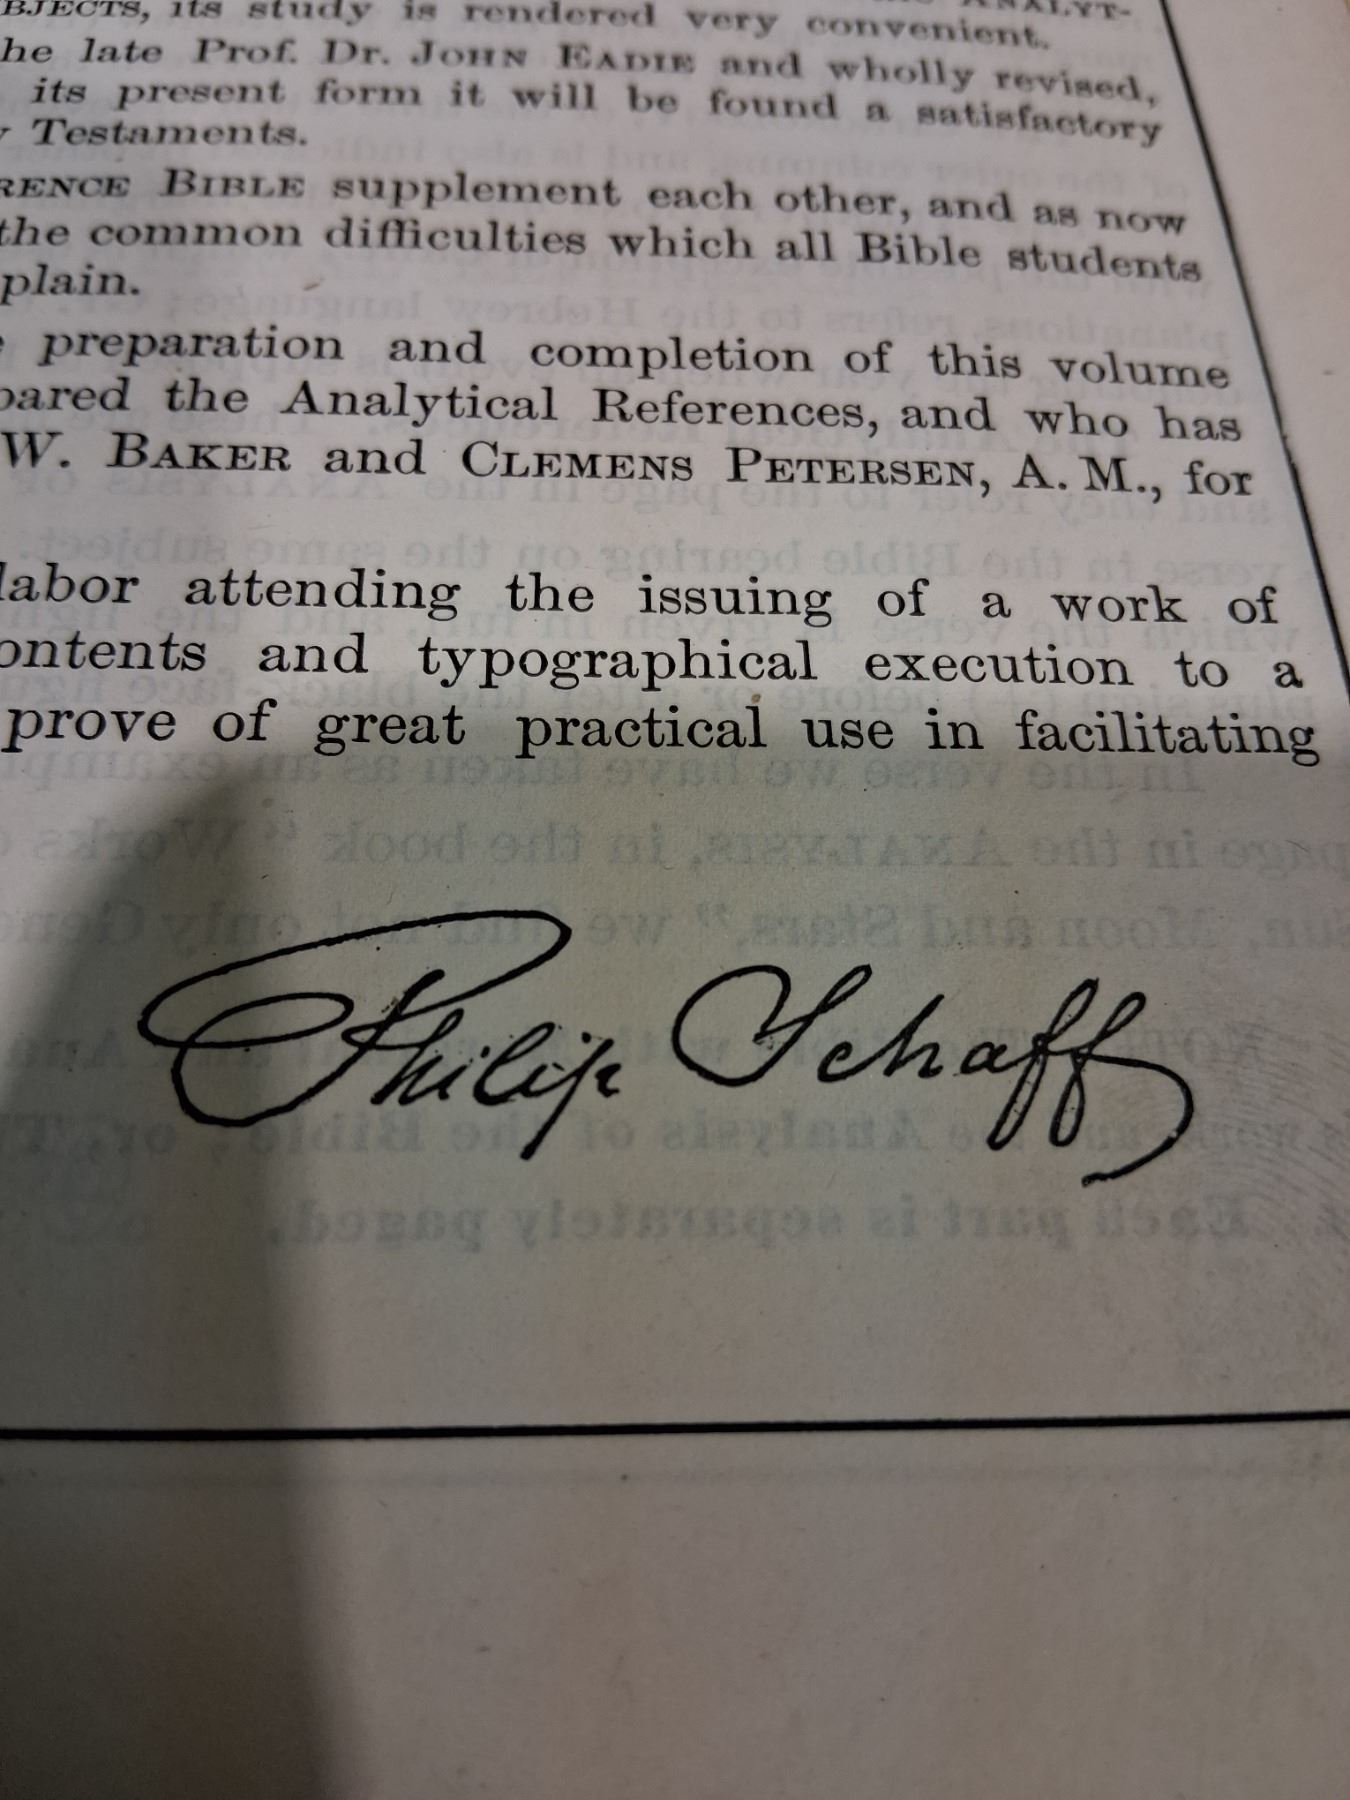 BJECTS, its study is rendered very convenient.
he late Prof. Dr. JOHN EADIE and wholly revised,
its present form it will be found a satisfactory
Testaments.
RENCE BIBLE supplement each other, and as now
the common difficulties which all Bible students
plain.
preparation and completion of this volume
pared the Analytical References, and who has
W. BAKER and CLEMENS PETERSEN, A. M., for
labor attending the issuing of a work of
ontents and typographical execution to a
prove of great practical use in facilitating
Philip Schaff